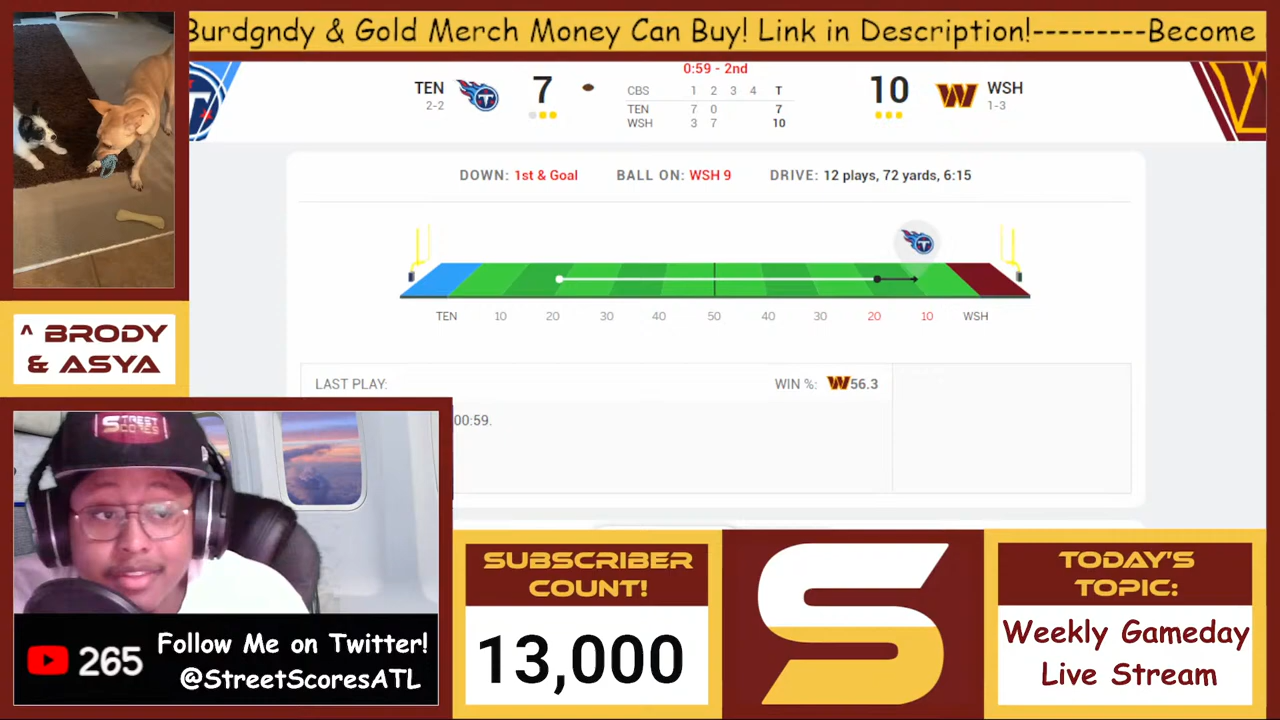 Burdgndy & Gold Merch Money Can Buy! Link in Description!---------Become
0:59 - 2nd
TEN 7 10 WSH
2-2 1-3
CBS 1 2 3 4 T
TEN 7 0 7
WSH 3 7 10
DOWN: 1st & Goal BALL ON: WSH 9 DRIVE: 12 plays, 72 yards, 6:15
TEN 10 20 30 40 50 40 30 20 10 WSH
LAST PLAY: WIN %: W 56.3
00:59.
^ BRODY
& ASYA
STREET
SCORES
265
Follow Me on Twitter!
@StreetScoresATL
SUBSCRIBER
COUNT!
13,000
S
TODAY'S
TOPIC:
Weekly Gameday
Live Stream